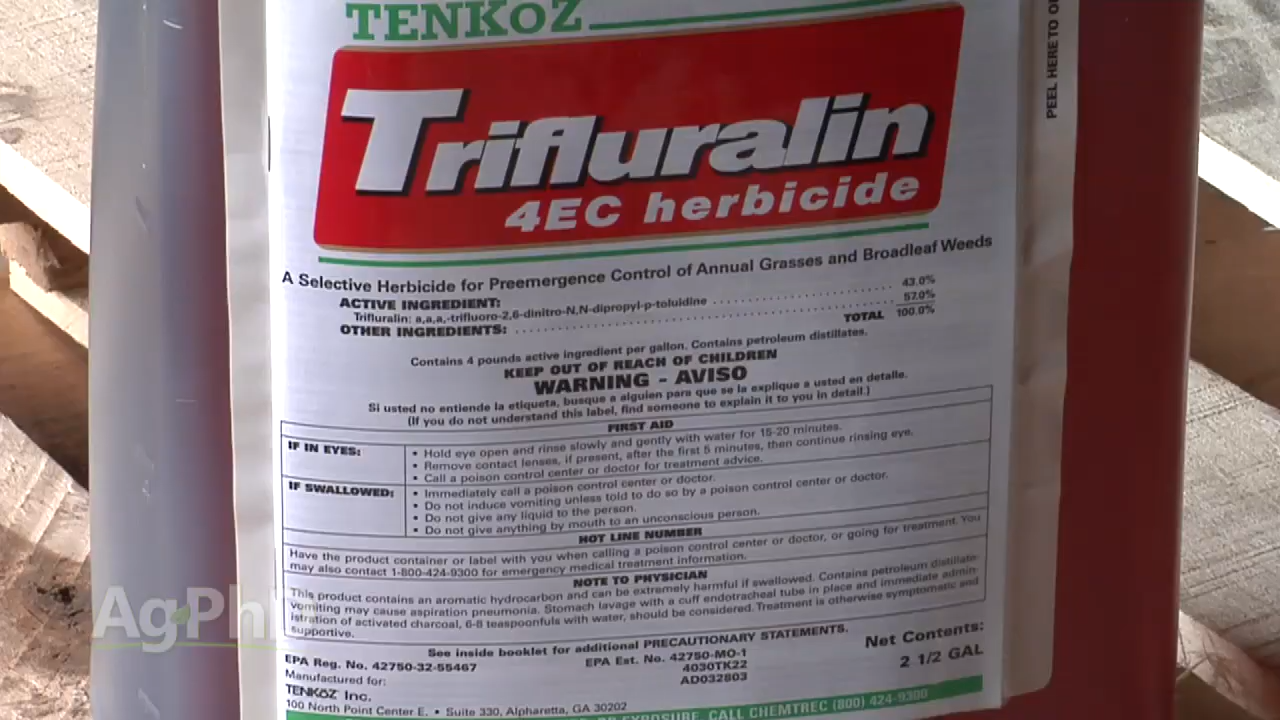 TENKOZ
Trifluralin
4EC herbicide
A Selective Herbicide for Preemergence Control of Annual Grasses and Broadleaf Weeds
ACTIVE INGREDIENT:
Trifluralin: a,a,a,-trifluoro-2,6-dinitro-N,N-dipropyl-p-toluidine 43.0%
OTHER INGREDIENTS: 57.0%
TOTAL 100.0%
Contains 4 pounds active ingredient per gallon. Contains petroleum distillates.
KEEP OUT OF REACH OF CHILDREN
WARNING - AVISO
Si usted no entiende la etiqueta, busque a alguien para que se la explique a usted en detalle.
(If you do not understand this label, find someone to explain it to you in detail.)
FIRST AID
IF IN EYES:
• Hold eye open and rinse slowly and gently with water for 15-20 minutes.
• Remove contact lenses, if present, after the first 5 minutes, then continue rinsing eye.
• Call a poison control center or doctor for treatment advice.
IF SWALLOWED:
• Immediately call a poison control center or doctor.
• Do not induce vomiting unless told to do so by a poison control center or doctor.
• Do not give any liquid to the person.
• Do not give anything by mouth to an unconscious person.
HOT LINE NUMBER
Have the product container or label with you when calling a poison control center or doctor, or going for treatment. You
may also contact 1-800-424-9300 for emergency medical treatment information.
NOTE TO PHYSICIAN
This product contains an aromatic hydrocarbon and can be extremely harmful if swallowed. Contains petroleum distillate-
vomiting may cause aspiration pneumonia. Stomach lavage with a cuff endotracheal tube in place and immediate admin-
istration of activated charcoal, 6-8 teaspoonfuls with water, should be considered. Treatment is otherwise symptomatic and
supportive.
See inside booklet for additional PRECAUTIONARY STATEMENTS.
EPA Reg. No. 42750-32-55467
EPA Est. No. 42750-MO-1
4030TK22
AD032803
Net Contents:
2 1/2 GAL
Manufactured for:
TENKOZ Inc.
100 North Point Center E. • Suite 330, Alpharetta, GA 30202
OR EXPOSURE, CALL CHEMTREC (800) 424-9300
PEEL HERE TO
AgPh